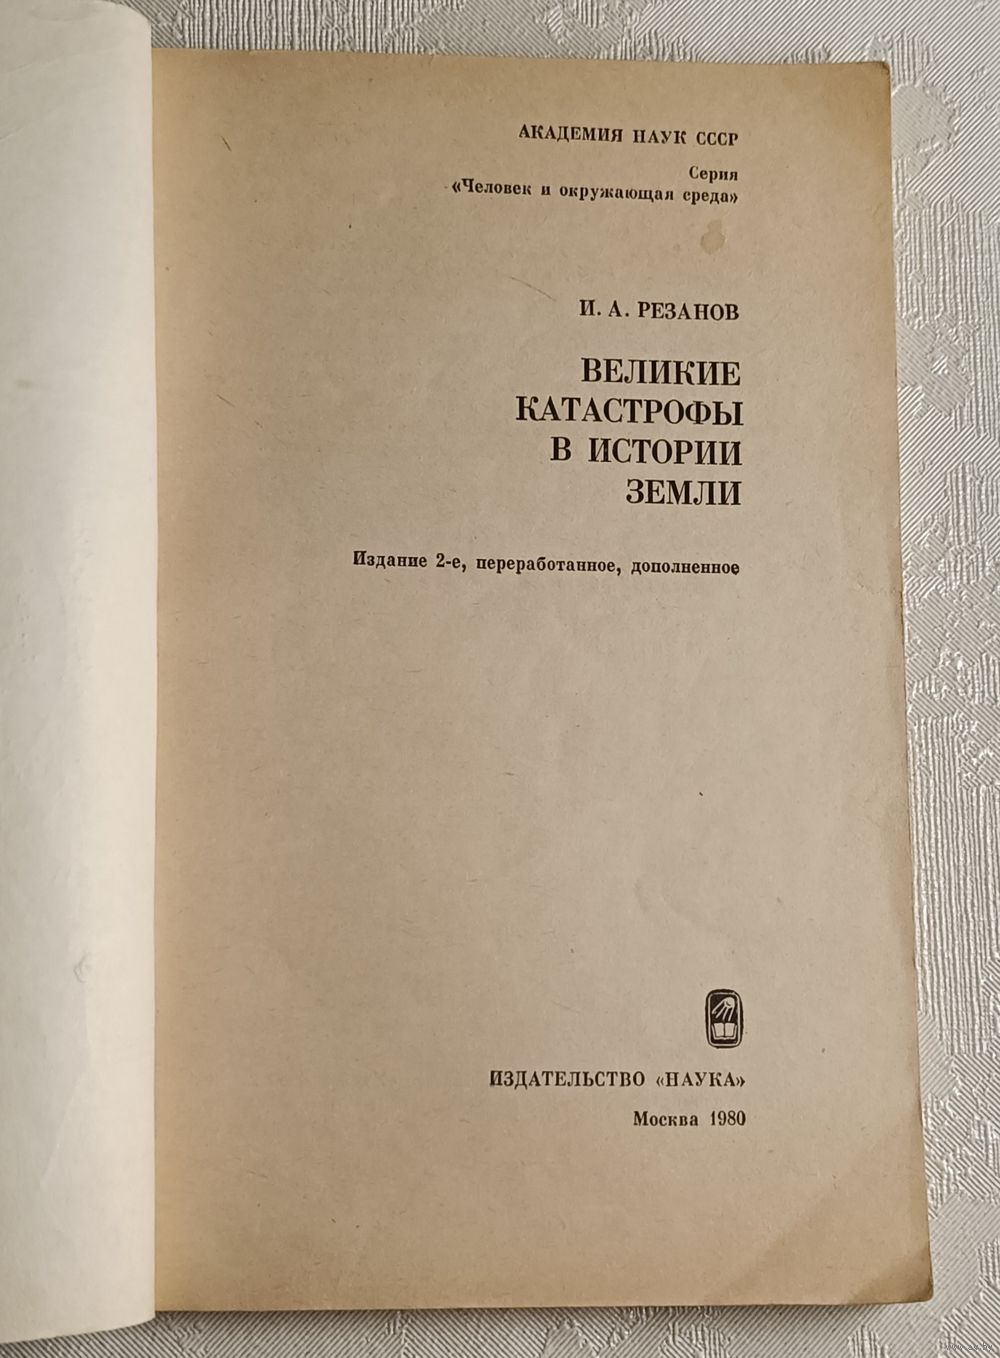 АКАДЕМИЯ НАУК СССР
Серия
«Человек и окружающая среда»
И. А. РЕЗАНОВ
ВЕЛИКИЕ
КАТАСТРОФЫ
В ИСТОРИИ
ЗЕМЛИ
Издание 2-е, переработанное, дополненное
ИЗДАТЕЛЬСТВО «НАУКА»
Москва 1980